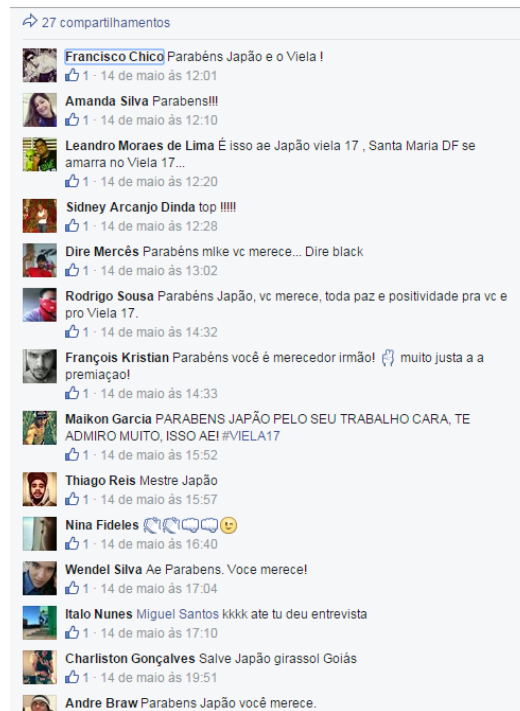 27 compartilhamentos
Francisco Chico Parabéns Japão e o Viela !
1 · 14 de maio às 12:01
Amanda Silva Parabens!!!
1 · 14 de maio às 12:10
Leandro Moraes de Lima É isso ae Japão viela 17 , Santa Maria DF se
amarra no Viela 17...
1 · 14 de maio às 12:20
Sidney Arcanjo Dinda top !!!!!
1 · 14 de maio às 12:28
Dire Mercês Parabéns mlke vc merece... Dire black
1 · 14 de maio às 13:02
Rodrigo Sousa Parabéns Japão, vc merece, toda paz e positividade pra vc e
pro Viela 17.
1 · 14 de maio às 14:32
François Kristian Parabéns você é merecedor irmão! ✌ muito justa a a
premiaçao!
1 · 14 de maio às 14:33
Maikon Garcia PARABENS JAPÃO PELO SEU TRABALHO CARA, TE
ADMIRO MUITO, ISSO AE! #VIELA17
1 · 14 de maio às 15:52
Thiago Reis Mestre Japão
1 · 14 de maio às 15:57
Nina Fideles 👏👏👊👊😉
1 · 14 de maio às 16:40
Wendel Silva Ae Parabens. Voce merece!
1 · 14 de maio às 17:04
Italo Nunes Miguel Santos kkkk ate tu deu entrevista
1 · 14 de maio às 17:10
Charliston Gonçalves Salve Japão girassol Goiás
1 · 14 de maio às 19:51
Andre Braw Parabens Japão você merece.